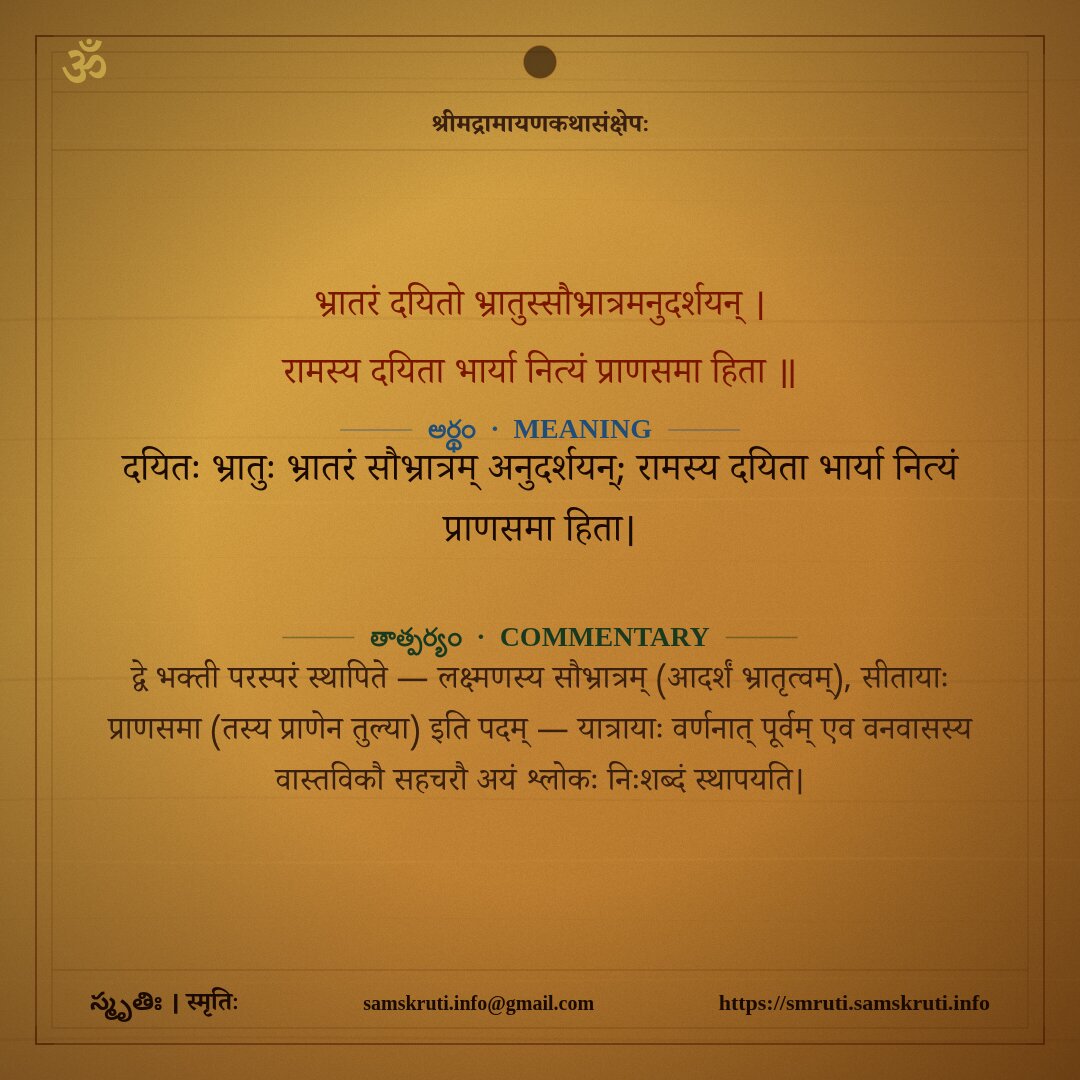 ॐ
श्रीमद्रामायणकथासंक्षेपः
भ्रातरं दयितो भ्रातुस्सौभ्रात्रमनुदर्शयन् |
रामस्य दयिता भार्या नित्यं प्राणसमा हिता ||
అర్థం · MEANING
दयितः भ्रातुः भ्रातरं सौभ्रात्रम् अनुदर्शयन्; रामस्य दयिता भार्या नित्यं
प्राणसमा हिता|
తాత్పర్యం · COMMENTARY
द्वे भक्ती परस्परं स्थापिते — लक्ष्मणस्य सौभ्रात्रम् (आदर्शं भ्रातृत्वम्), सीतायाः
प्राणसमा (तस्य प्राणेन तुल्या) इति पदम् — यात्रायाः वर्णनात् पूर्वम् एव वनवासस्य
वास्तविकौ सहचरौ अयं श्लोकः निःशब्दं स्थापयति|
స్మృతిః | स्मृतिः samskruti.info@gmail.com https://smruti.samskruti.info